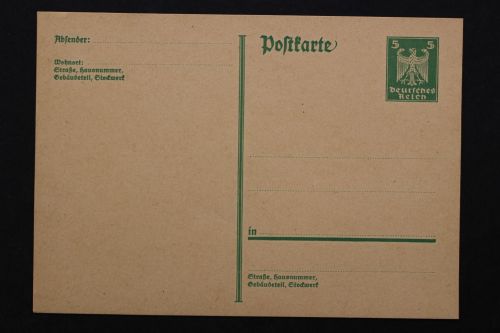 Absender:
Wohnort:
Straße, Hausnummer,
Gebäudeteil, Stockwerk
Postkarte
5 5
Deutsches
Reich
in
Straße, Hausnummer,
Gebäudeteil, Stockwerk